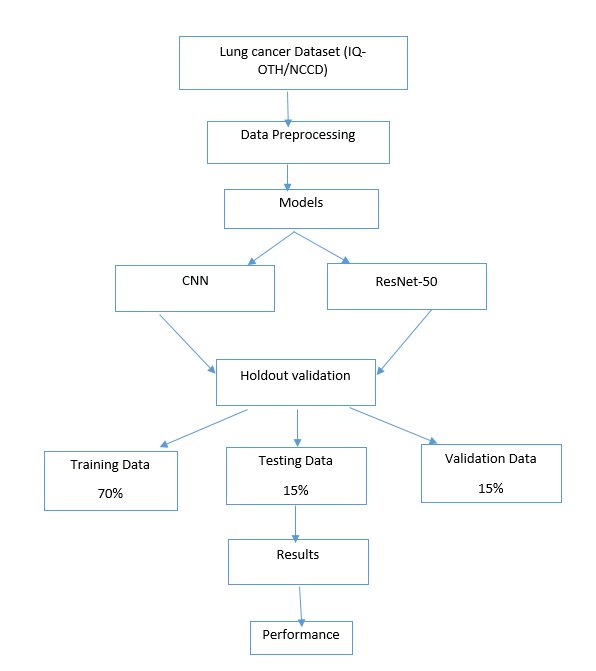 Lung cancer Dataset (IQ-
OTH/NCCD)
Data Preprocessing
Models
CNN
ResNet-50
Holdout validation
Training Data
70%
Testing Data
15%
Validation Data
15%
Results
Performance